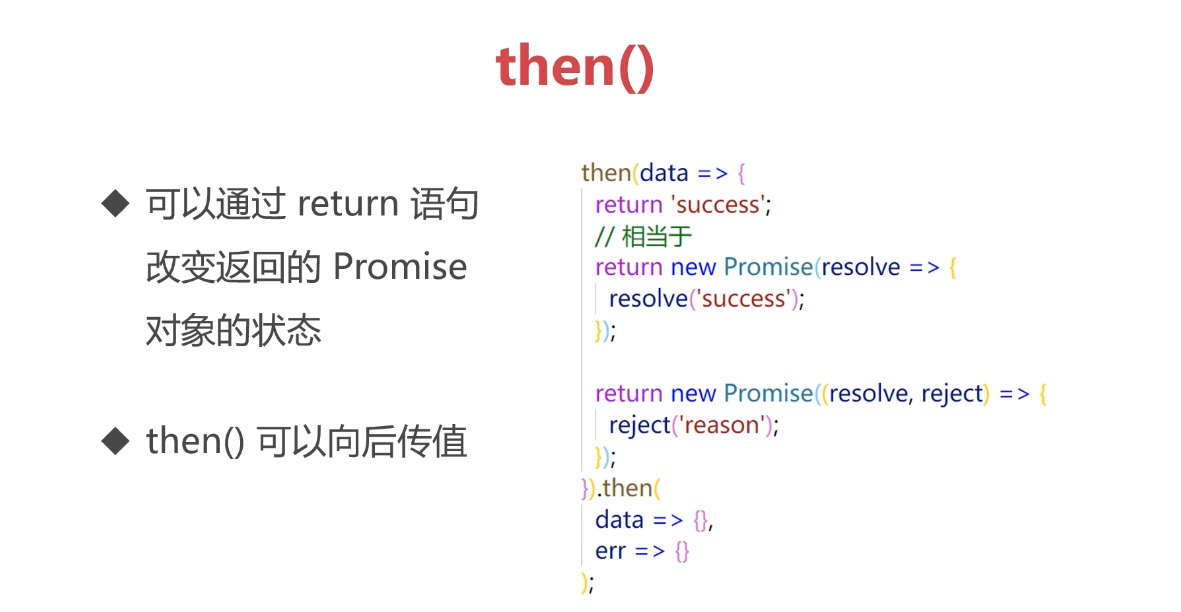 then()
◆ 可以通过 return 语句
改变返回的 Promise
对象的状态
◆ then() 可以向后传值
then(data => {
return 'success';
// 相当于
return new Promise(resolve => {
resolve('success');
});
return new Promise((resolve, reject) => {
reject('reason');
});
}).then(
data => {},
err => {}
);